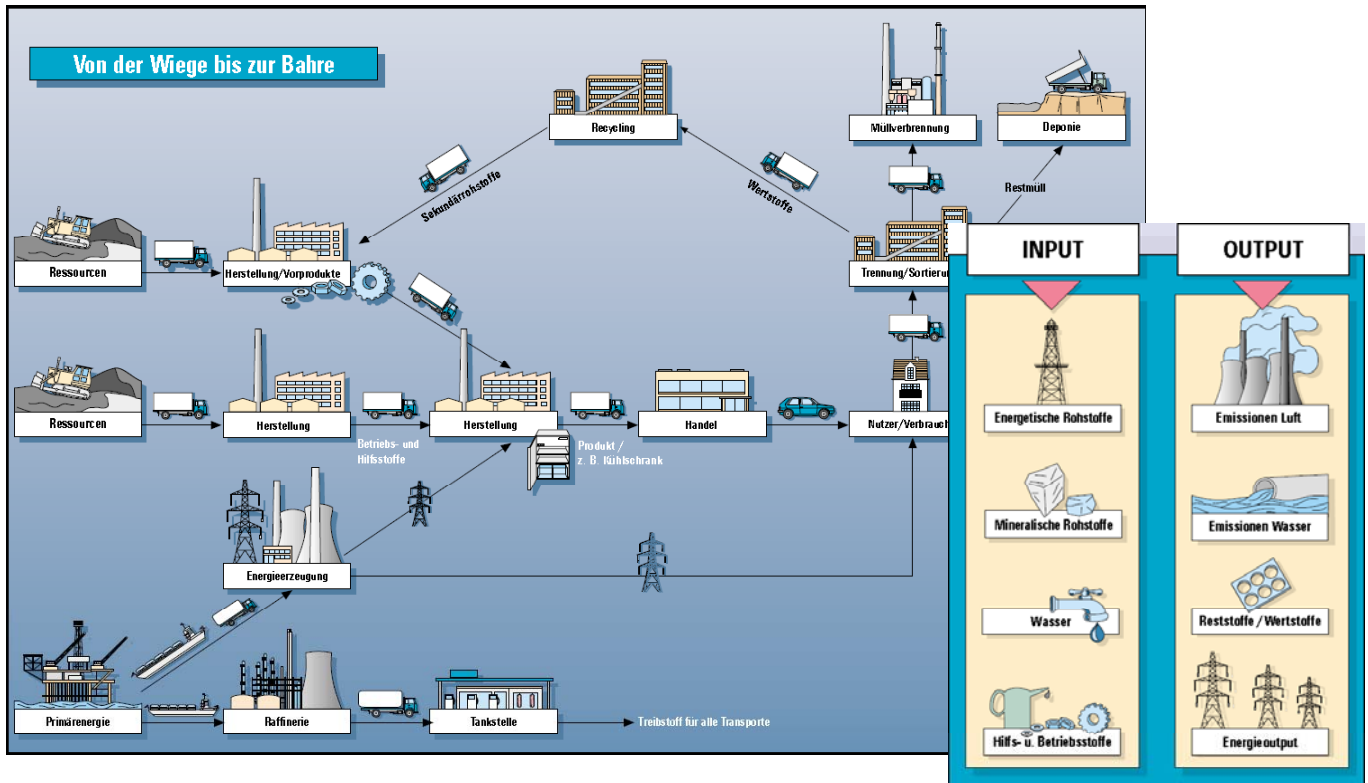 Von der Wiege bis zur Bahre
Recycling
Müllverbrennung
Deponie
Sekundärrohstoffe
Wertstoffe
Restmüll
Ressourcen
Herstellung/Vorprodukte
Trennung/Sortierun
Ressourcen
Herstellung
Betriebs- und
Hilfsstoffe
Herstellung
Produkt /
z. B. Kühlschrank
Handel
Nutzer/Verbrauch
Energieerzeugung
Primärenergie
Raffinerie
Tankstelle
Treibstoff für alle Transporte
INPUT
Energetische Rohstoffe
Mineralische Rohstoffe
Wasser
Hilfs- u. Betriebsstoffe
OUTPUT
Emissionen Luft
Emissionen Wasser
Reststoffe / Wertstoffe
Energieoutput